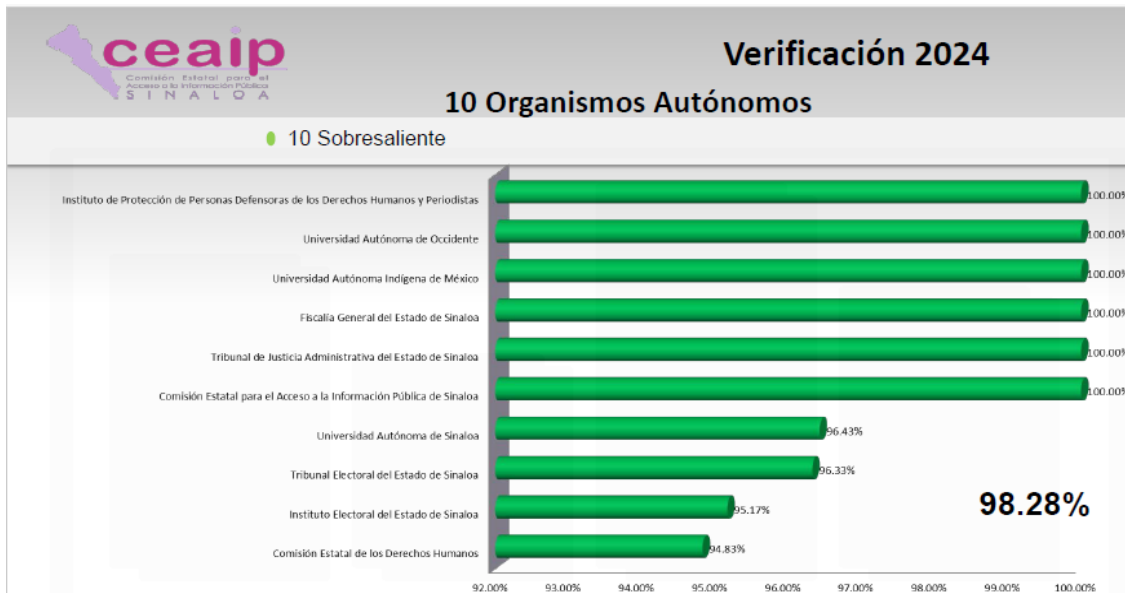 ceaip
Comisión Estatal para el
Acceso a la Información Pública
SINALOA
Verificación 2024
10 Organismos Autónomos
10 Sobresaliente
Instituto de Protección de Personas Defensoras de los Derechos Humanos y Periodistas 100.00%
Universidad Autónoma de Occidente 100.00%
Universidad Autónoma Indígena de México 100.00%
Fiscalía General del Estado de Sinaloa 100.00%
Tribunal de Justicia Administrativa del Estado de Sinaloa 100.00%
Comisión Estatal para el Acceso a la Información Pública de Sinaloa 100.00%
Universidad Autónoma de Sinaloa 96.43%
Tribunal Electoral del Estado de Sinaloa 96.33%
Instituto Electoral del Estado de Sinaloa 95.17%
98.28%
Comisión Estatal de los Derechos Humanos 94.83%
92.00% 93.00% 94.00% 95.00% 96.00% 97.00% 98.00% 99.00% 100.00%